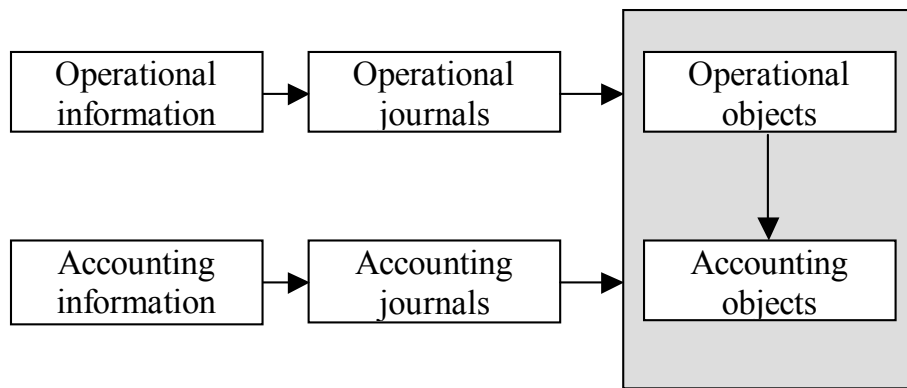 Operational
information
Operational
journals
Operational
objects
Accounting
information
Accounting
journals
Accounting
objects